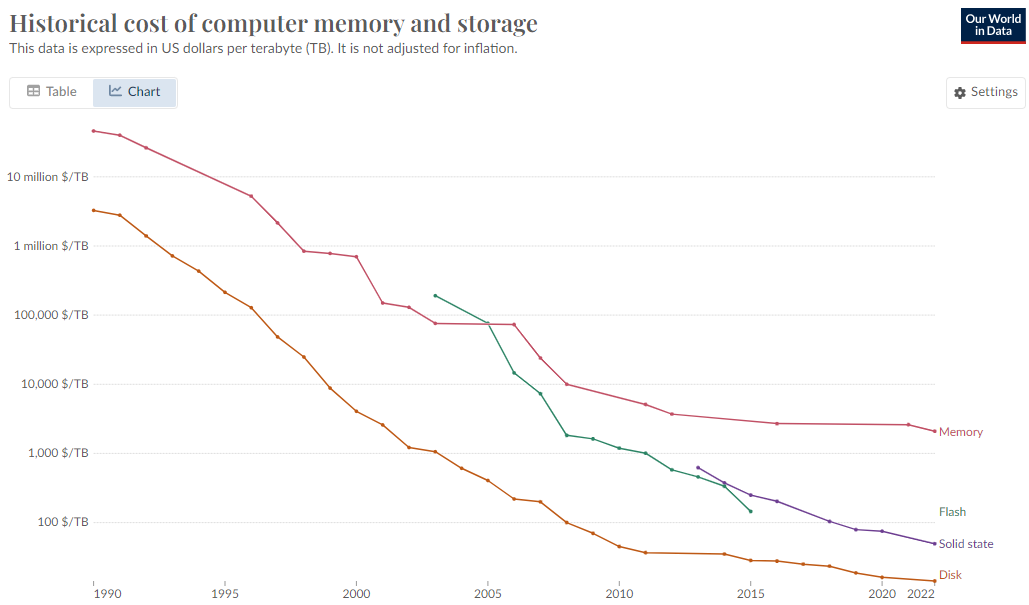 Historical cost of computer memory and storage
This data is expressed in US dollars per terabyte (TB). It is not adjusted for inflation.
Our World
in Data
Table
Chart
Settings
10 million $/TB
1 million $/TB
100,000 $/TB
10,000 $/TB
1,000 $/TB
100 $/TB
Memory
Flash
Solid state
Disk
1990 1995 2000 2005 2010 2015 2020 2022